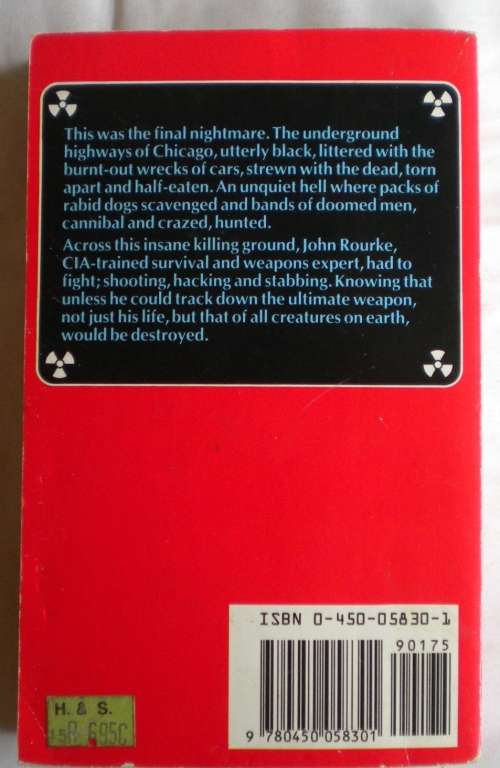 This was the final nightmare. The underground
highways of Chicago, utterly black, littered with the
burnt-out wrecks of cars, strewn with the dead, torn
apart and half-eaten. An unquiet hell where packs of
rabid dogs scavenged and bands of doomed men,
cannibal and crazed, hunted.
Across this insane killing ground, John Rourke,
CIA-trained survival and weapons expert, had to
fight; shooting, hacking and stabbing. Knowing that
unless he could track down the ultimate weapon,
not just his life, but that of all creatures on earth,
would be destroyed.
ISBN 0-450-05830-1
90175
9 780450 058301
H. & S.